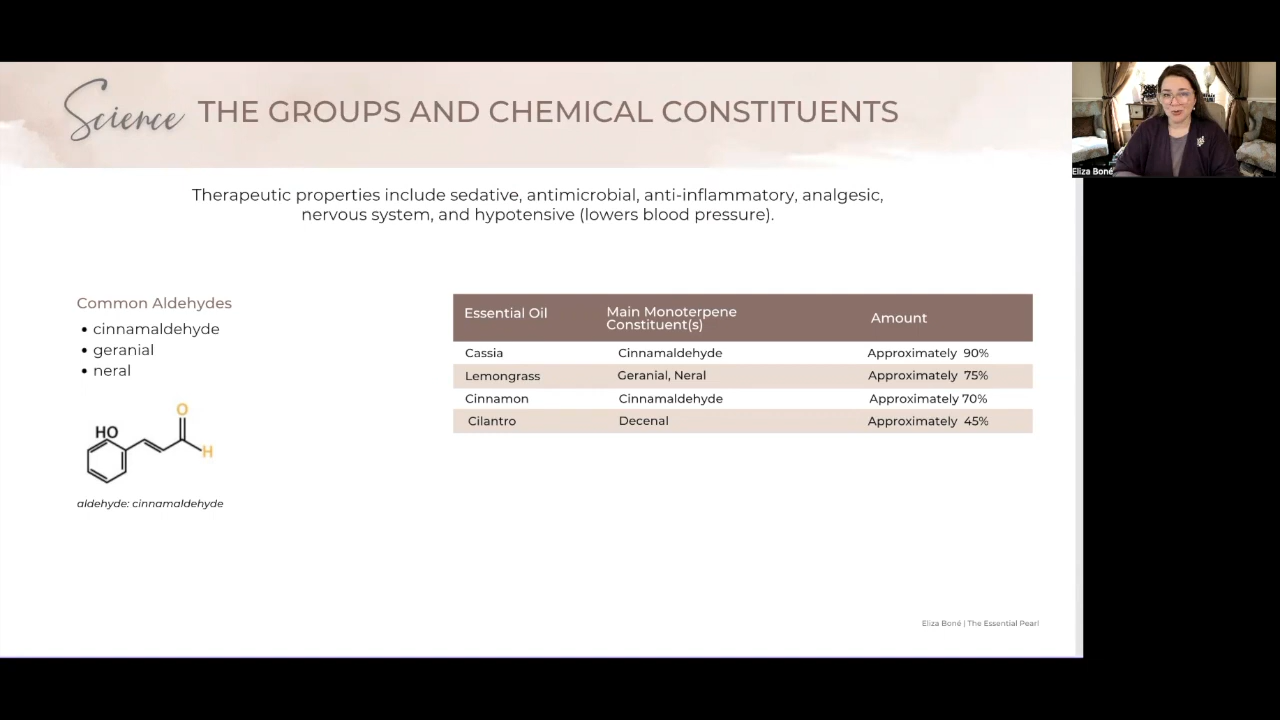 Science THE GROUPS AND CHEMICAL CONSTITUENTS
Eliza Boné
Therapeutic properties include sedative, antimicrobial, anti-inflammatory, analgesic,
nervous system, and hypotensive (lowers blood pressure).
Common Aldehydes
• cinnamaldehyde
• geranial
• neral
O
HO
H
aldehyde: cinnamaldehyde
Essential Oil Main Monoterpene Amount
Constituent(s)
Cassia Cinnamaldehyde Approximately 90%
Lemongrass Geranial, Neral Approximately 75%
Cinnamon Cinnamaldehyde Approximately 70%
Cilantro Decenal Approximately 45%
Eliza Boné | The Essential Pearl